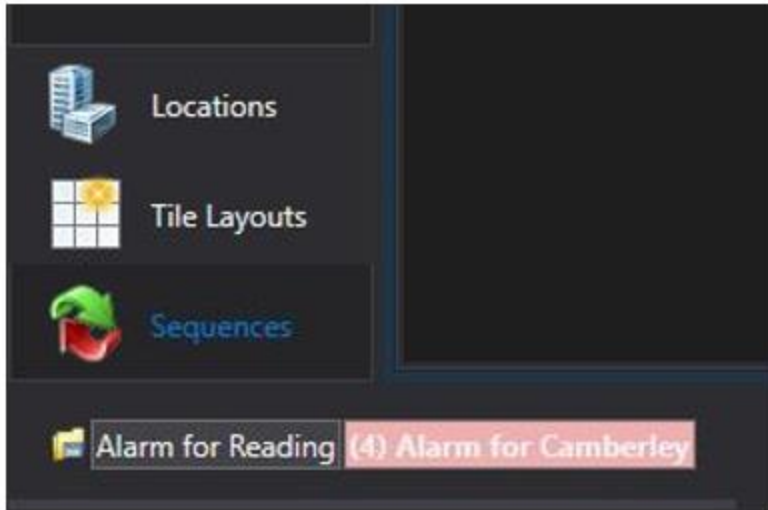 Locations
Tile Layouts
Sequences
Alarm for Reading (4) Alarm for Camberley